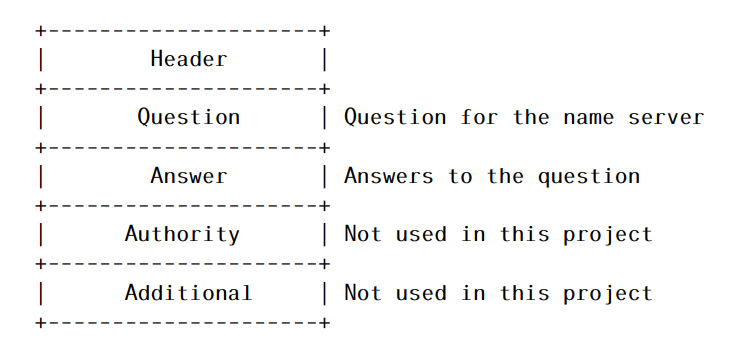 +---------------------+
|        Header       |
+---------------------+
|       Question      | Question for the name server
+---------------------+
|        Answer       | Answers to the question
+---------------------+
|      Authority      | Not used in this project
+---------------------+
|      Additional     | Not used in this project
+---------------------+